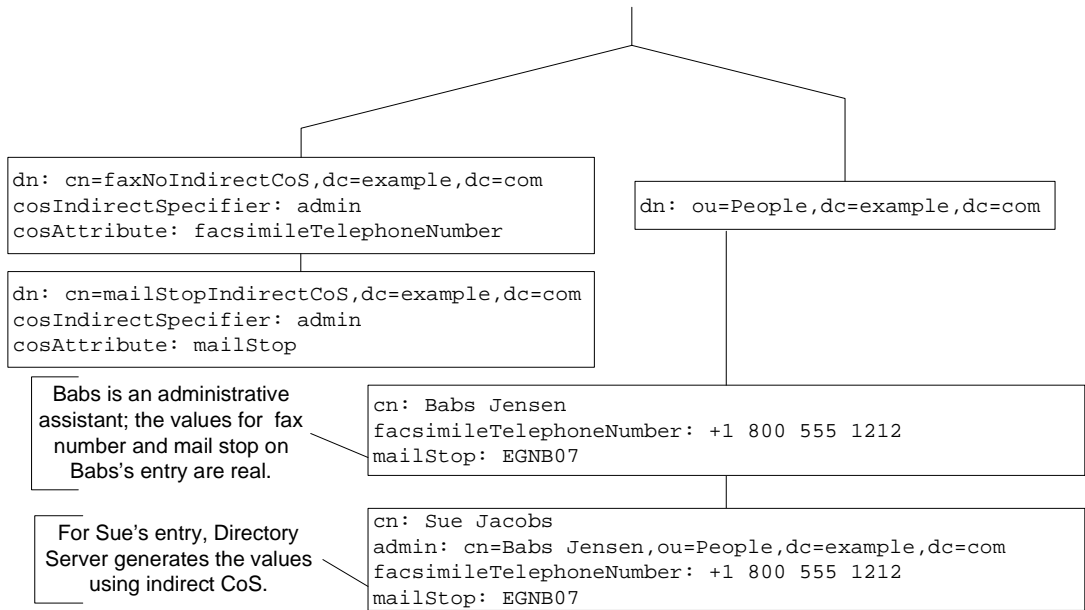 dn: cn=faxNoIndirectCoS,dc=example,dc=com
cosIndirectSpecifier: admin
cosAttribute: facsimileTelephoneNumber
dn: ou=People,dc=example,dc=com
dn: cn=mailStopIndirectCoS,dc=example,dc=com
cosIndirectSpecifier: admin
cosAttribute: mailStop
Babs is an administrative
assistant; the values for fax
number and mail stop on
Babs's entry are real.
cn: Babs Jensen
facsimileTelephoneNumber: +1 800 555 1212
mailStop: EGNB07
For Sue's entry, Directory
Server generates the values
using indirect CoS.
cn: Sue Jacobs
admin: cn=Babs Jensen,ou=People,dc=example,dc=com
facsimileTelephoneNumber: +1 800 555 1212
mailStop: EGNB07